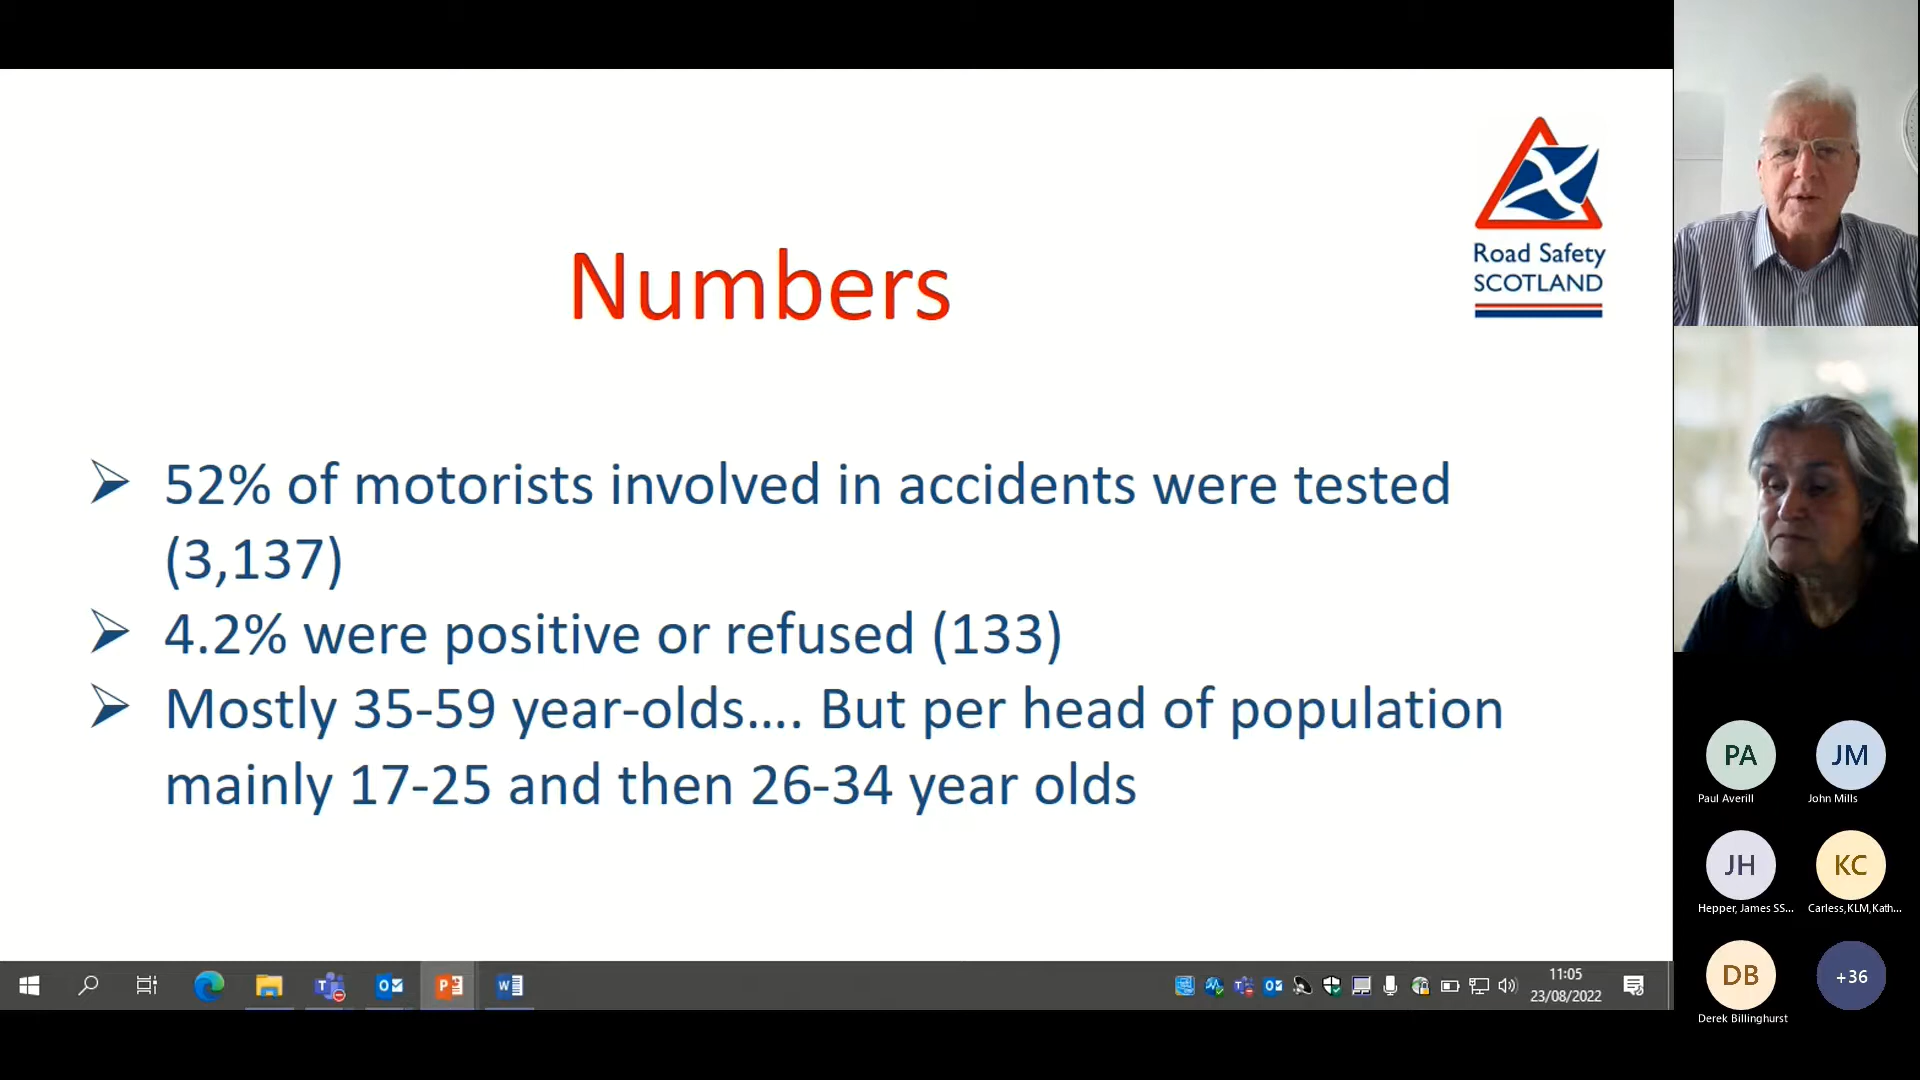 Road Safety
SCOTLAND
Numbers
➢ 52% of motorists involved in accidents were tested
(3,137)
➢ 4.2% were positive or refused (133)
➢ Mostly 35-59 year-olds.... But per head of population
mainly 17-25 and then 26-34 year olds
11:05
23/08/2022
PA
Paul Averill
JM
John Mills
JH
Hepper, James SS...
KC
Carless,KLM,Kath...
DB
Derek Billinghurst
+36